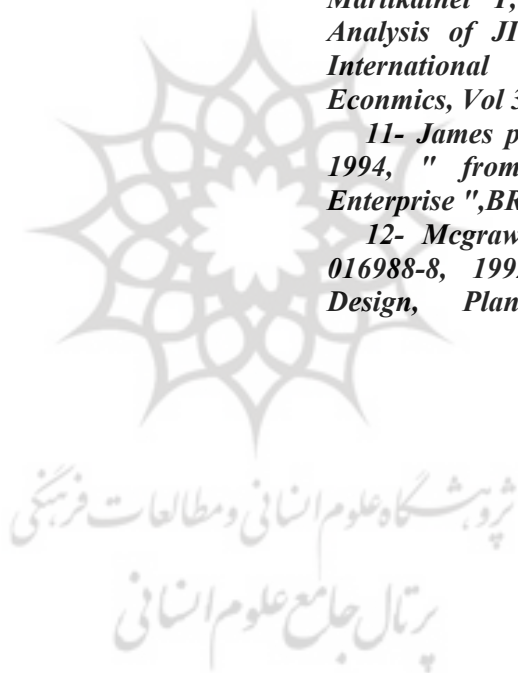 Analysis of JI
International
Econmics, Vol 3
11- James p
1994, " from
Enterprise ",BR
12- Mcgraw
016988-8, 199
Design, Plan
پژوهشگاه علوم انسانی و مطالعات فرهنگی
پرتال جامع علوم انسانی